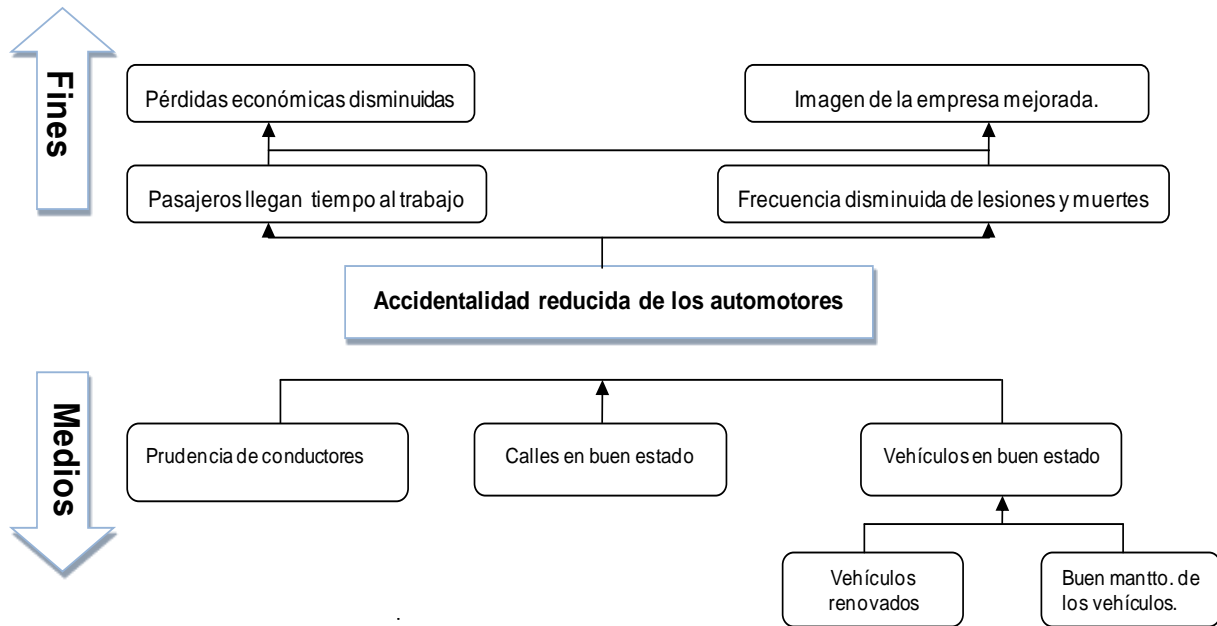 Fines
Pérdidas económicas disminuidas
Imagen de la empresa mejorada.
Pasajeros llegan tiempo al trabajo
Frecuencia disminuida de lesiones y muertes
Accidentalidad reducida de los automotores
Medios
Prudencia de conductores
Calles en buen estado
Vehículos en buen estado
Vehículos
renovados
Buen mantto. de
los vehículos.
.